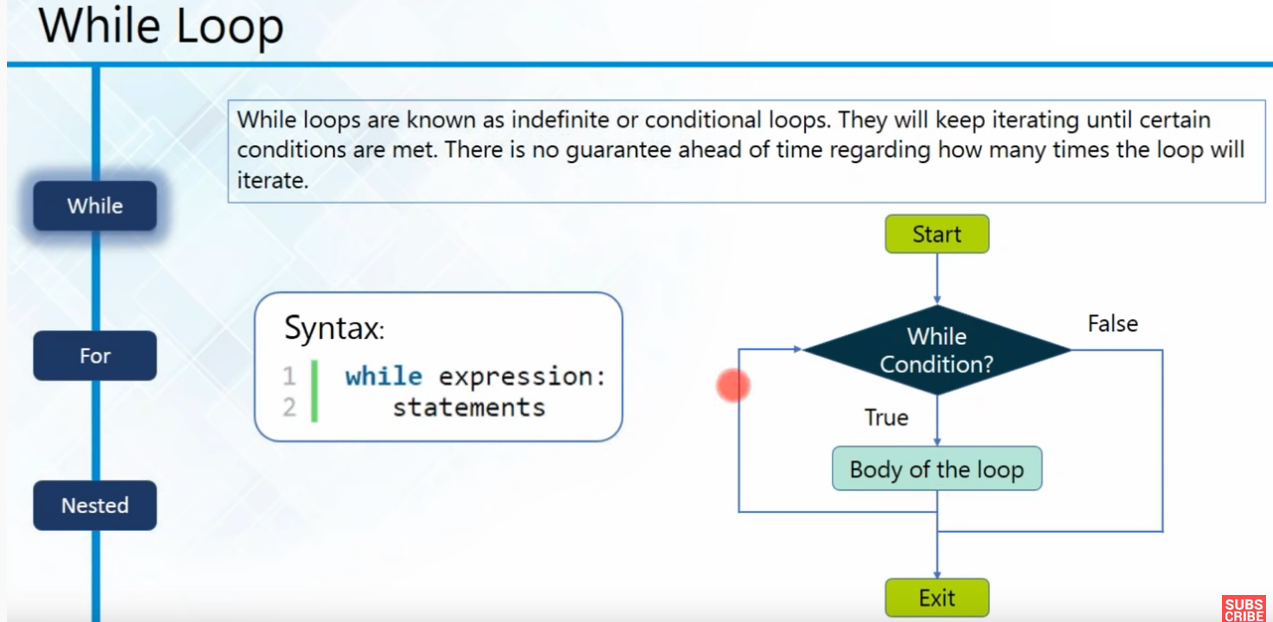 While Loop
While loops are known as indefinite or conditional loops. They will keep iterating until certain
conditions are met. There is no guarantee ahead of time regarding how many times the loop will
iterate.
While
For
Nested
Syntax:
1 while expression:
2 statements
Start
While
Condition?
False
True
Body of the loop
Exit
SUBS
CRIBE